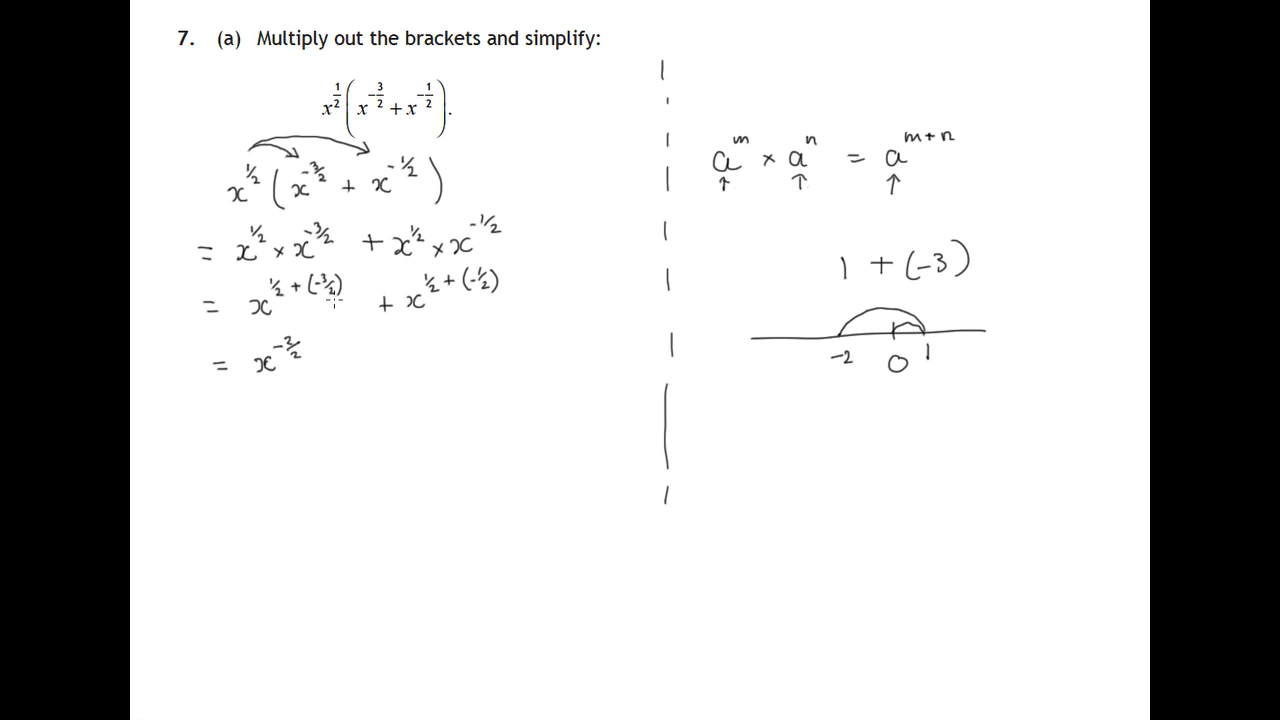 7. (a) Multiply out the brackets and simplify:
x^{1/2}(x^{-3/2} + x^{-1/2}).
x^{1/2}(x^{-3/2} + x^{-1/2})
= x^{1/2} × x^{-3/2} + x^{1/2} × x^{-1/2}
= x^{1/2 + (-3/2)} + x^{1/2 + (-1/2)}
= x^{-2/2}
a^m × a^n = a^{m+n}
↑ ↑ ↑
1 + (-3)
-2 0 1